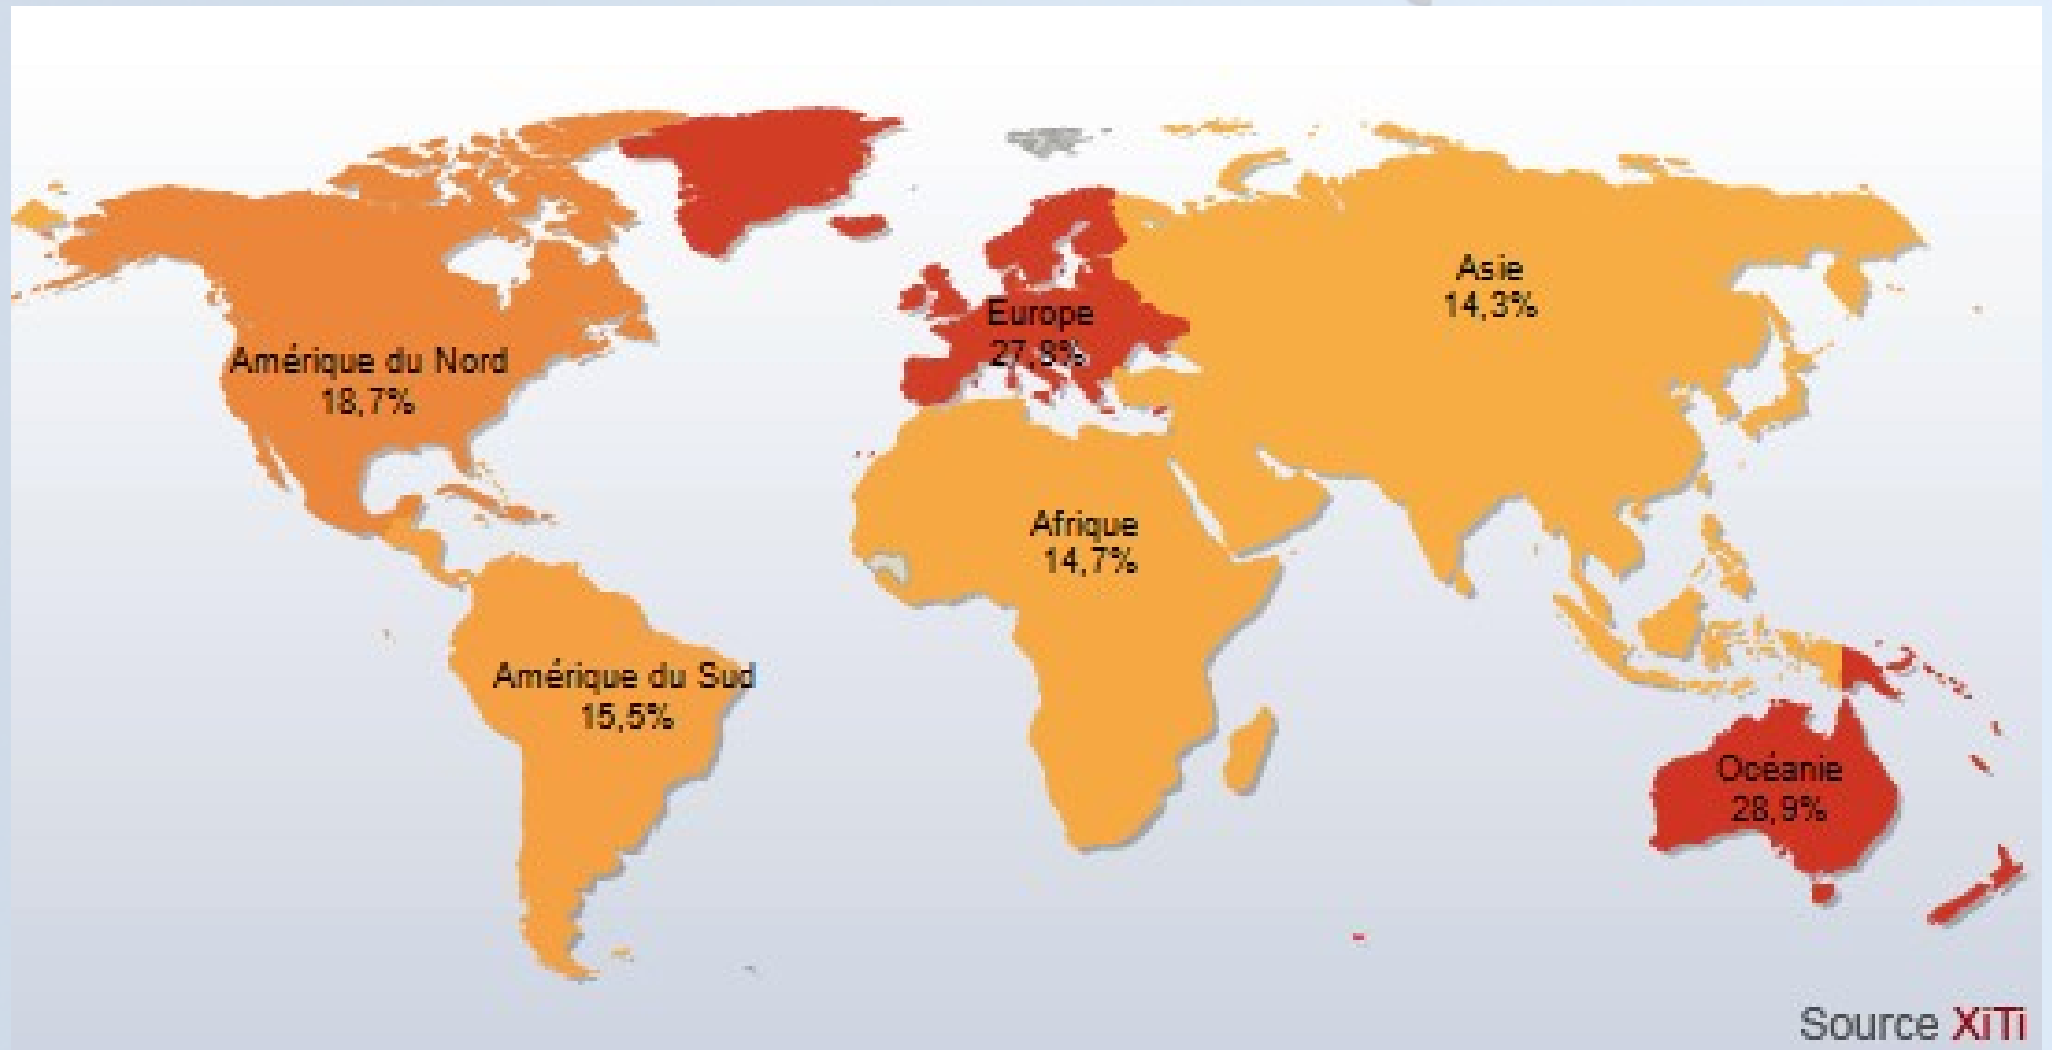 Amérique du Nord
18,7%
Europe
27,8%
Asie
14,3%
Afrique
14,7%
Amérique du Sud
15,5%
Océanie
28,9%
Source XiTi